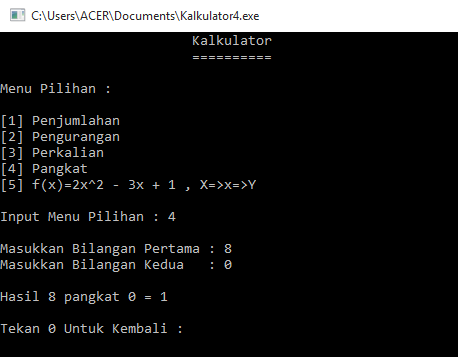 C:\Users\ACER\Documents\Kalkulator4.exe
Kalkulator
==========
Menu Pilihan :
[1] Penjumlahan
[2] Pengurangan
[3] Perkalian
[4] Pangkat
[5] f(x)=2x^2 - 3x + 1 , X=>x=>Y
Input Menu Pilihan : 4
Masukkan Bilangan Pertama : 8
Masukkan Bilangan Kedua   : 0
Hasil 8 pangkat 0 = 1
Tekan 0 Untuk Kembali :